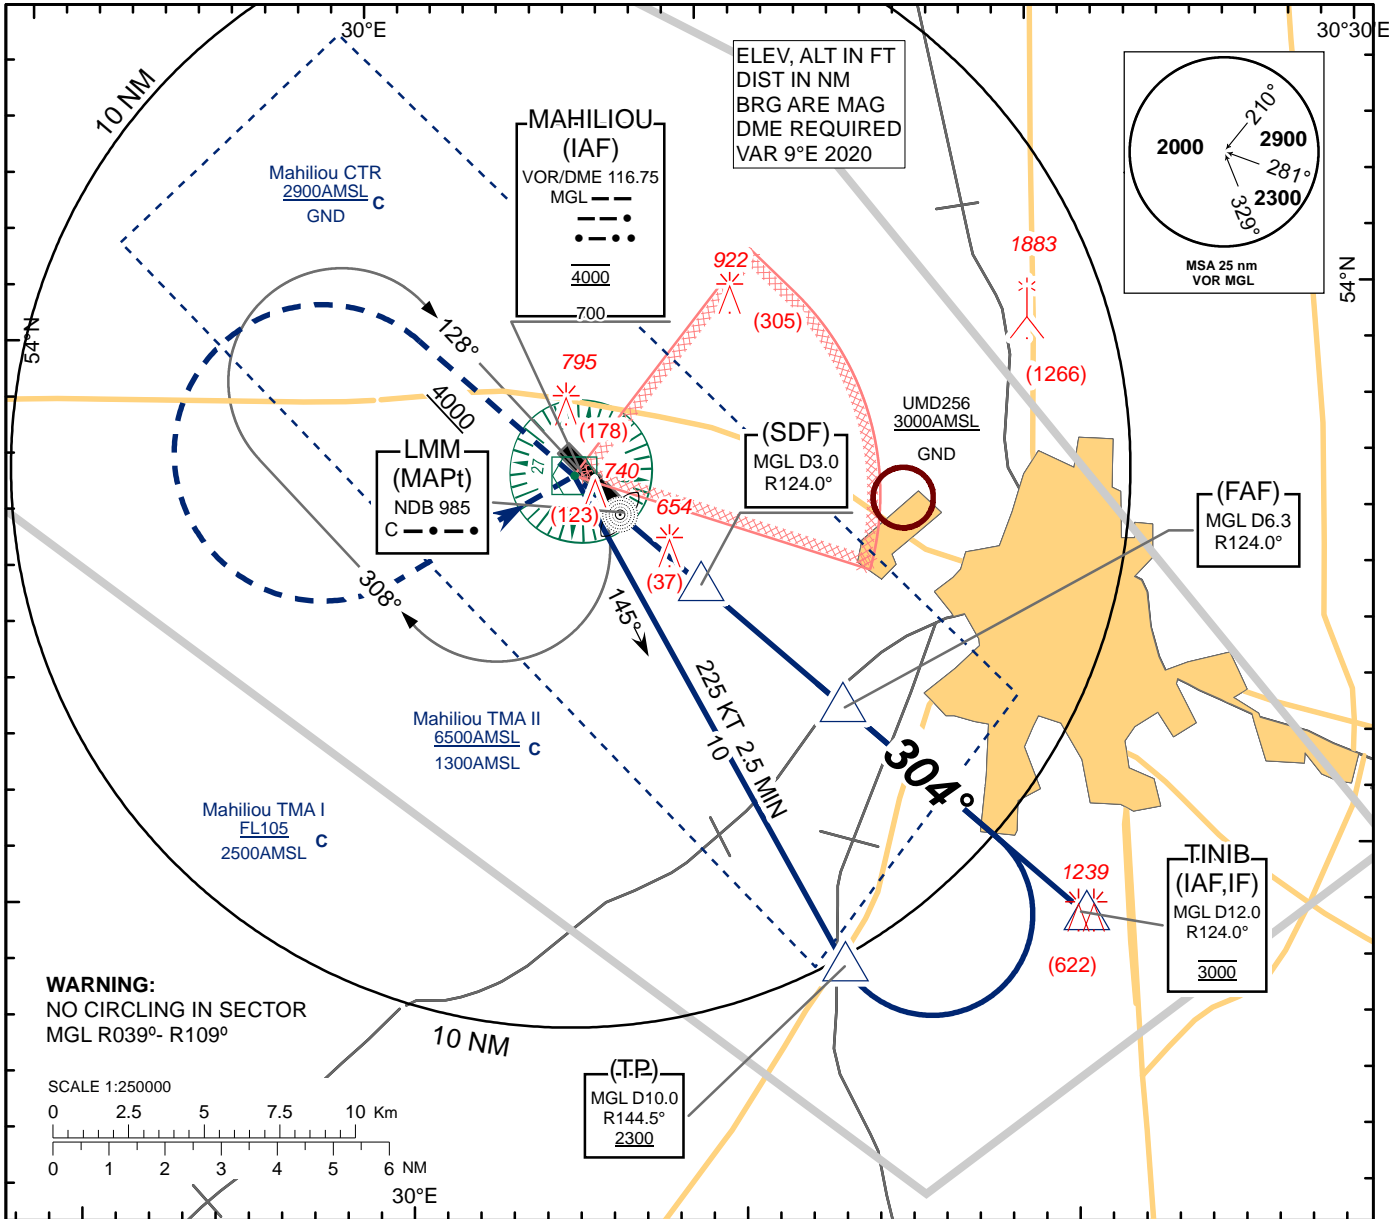 30°E
30°30'E
10 NM
ELEV, ALT IN FT
DIST IN NM
BRG ARE MAG
DME REQUIRED
VAR 9°E 2020
210°
2000
2900
281°
2300
329°
MSA 25 nm
VOR MGL
MAHILIOU
(IAF)
VOR/DME 116.75
MGL
4000
700
Mahiliou CTR
2900AMSL
C
GND
922
(305)
1883
(1266)
54°N
54°N
128°
4000
795
(178)
27
740
(123)
654
(37)
LMM
(MAPt)
NDB 985
C
(SDF)
MGL D3.0
R124.0°
UMD256
3000AMSL
GND
(FAF)
MGL D6.3
R124.0°
308°
145°
225 KT 2.5 MIN
10
304°
Mahiliou TMA II
6500AMSL
C
1300AMSL
Mahiliou TMA I
FL105
C
2500AMSL
1239
(622)
TINIB
(IAF,IF)
MGL D12.0
R124.0°
3000
WARNING:
NO CIRCLING IN SECTOR
MGL R039º- R109º
10 NM
(TP)
MGL D10.0
R144.5°
2300
SCALE 1:250000
0 2.5 5 7.5 10 Km
0 1 2 3 4 5 6 NM
30°E